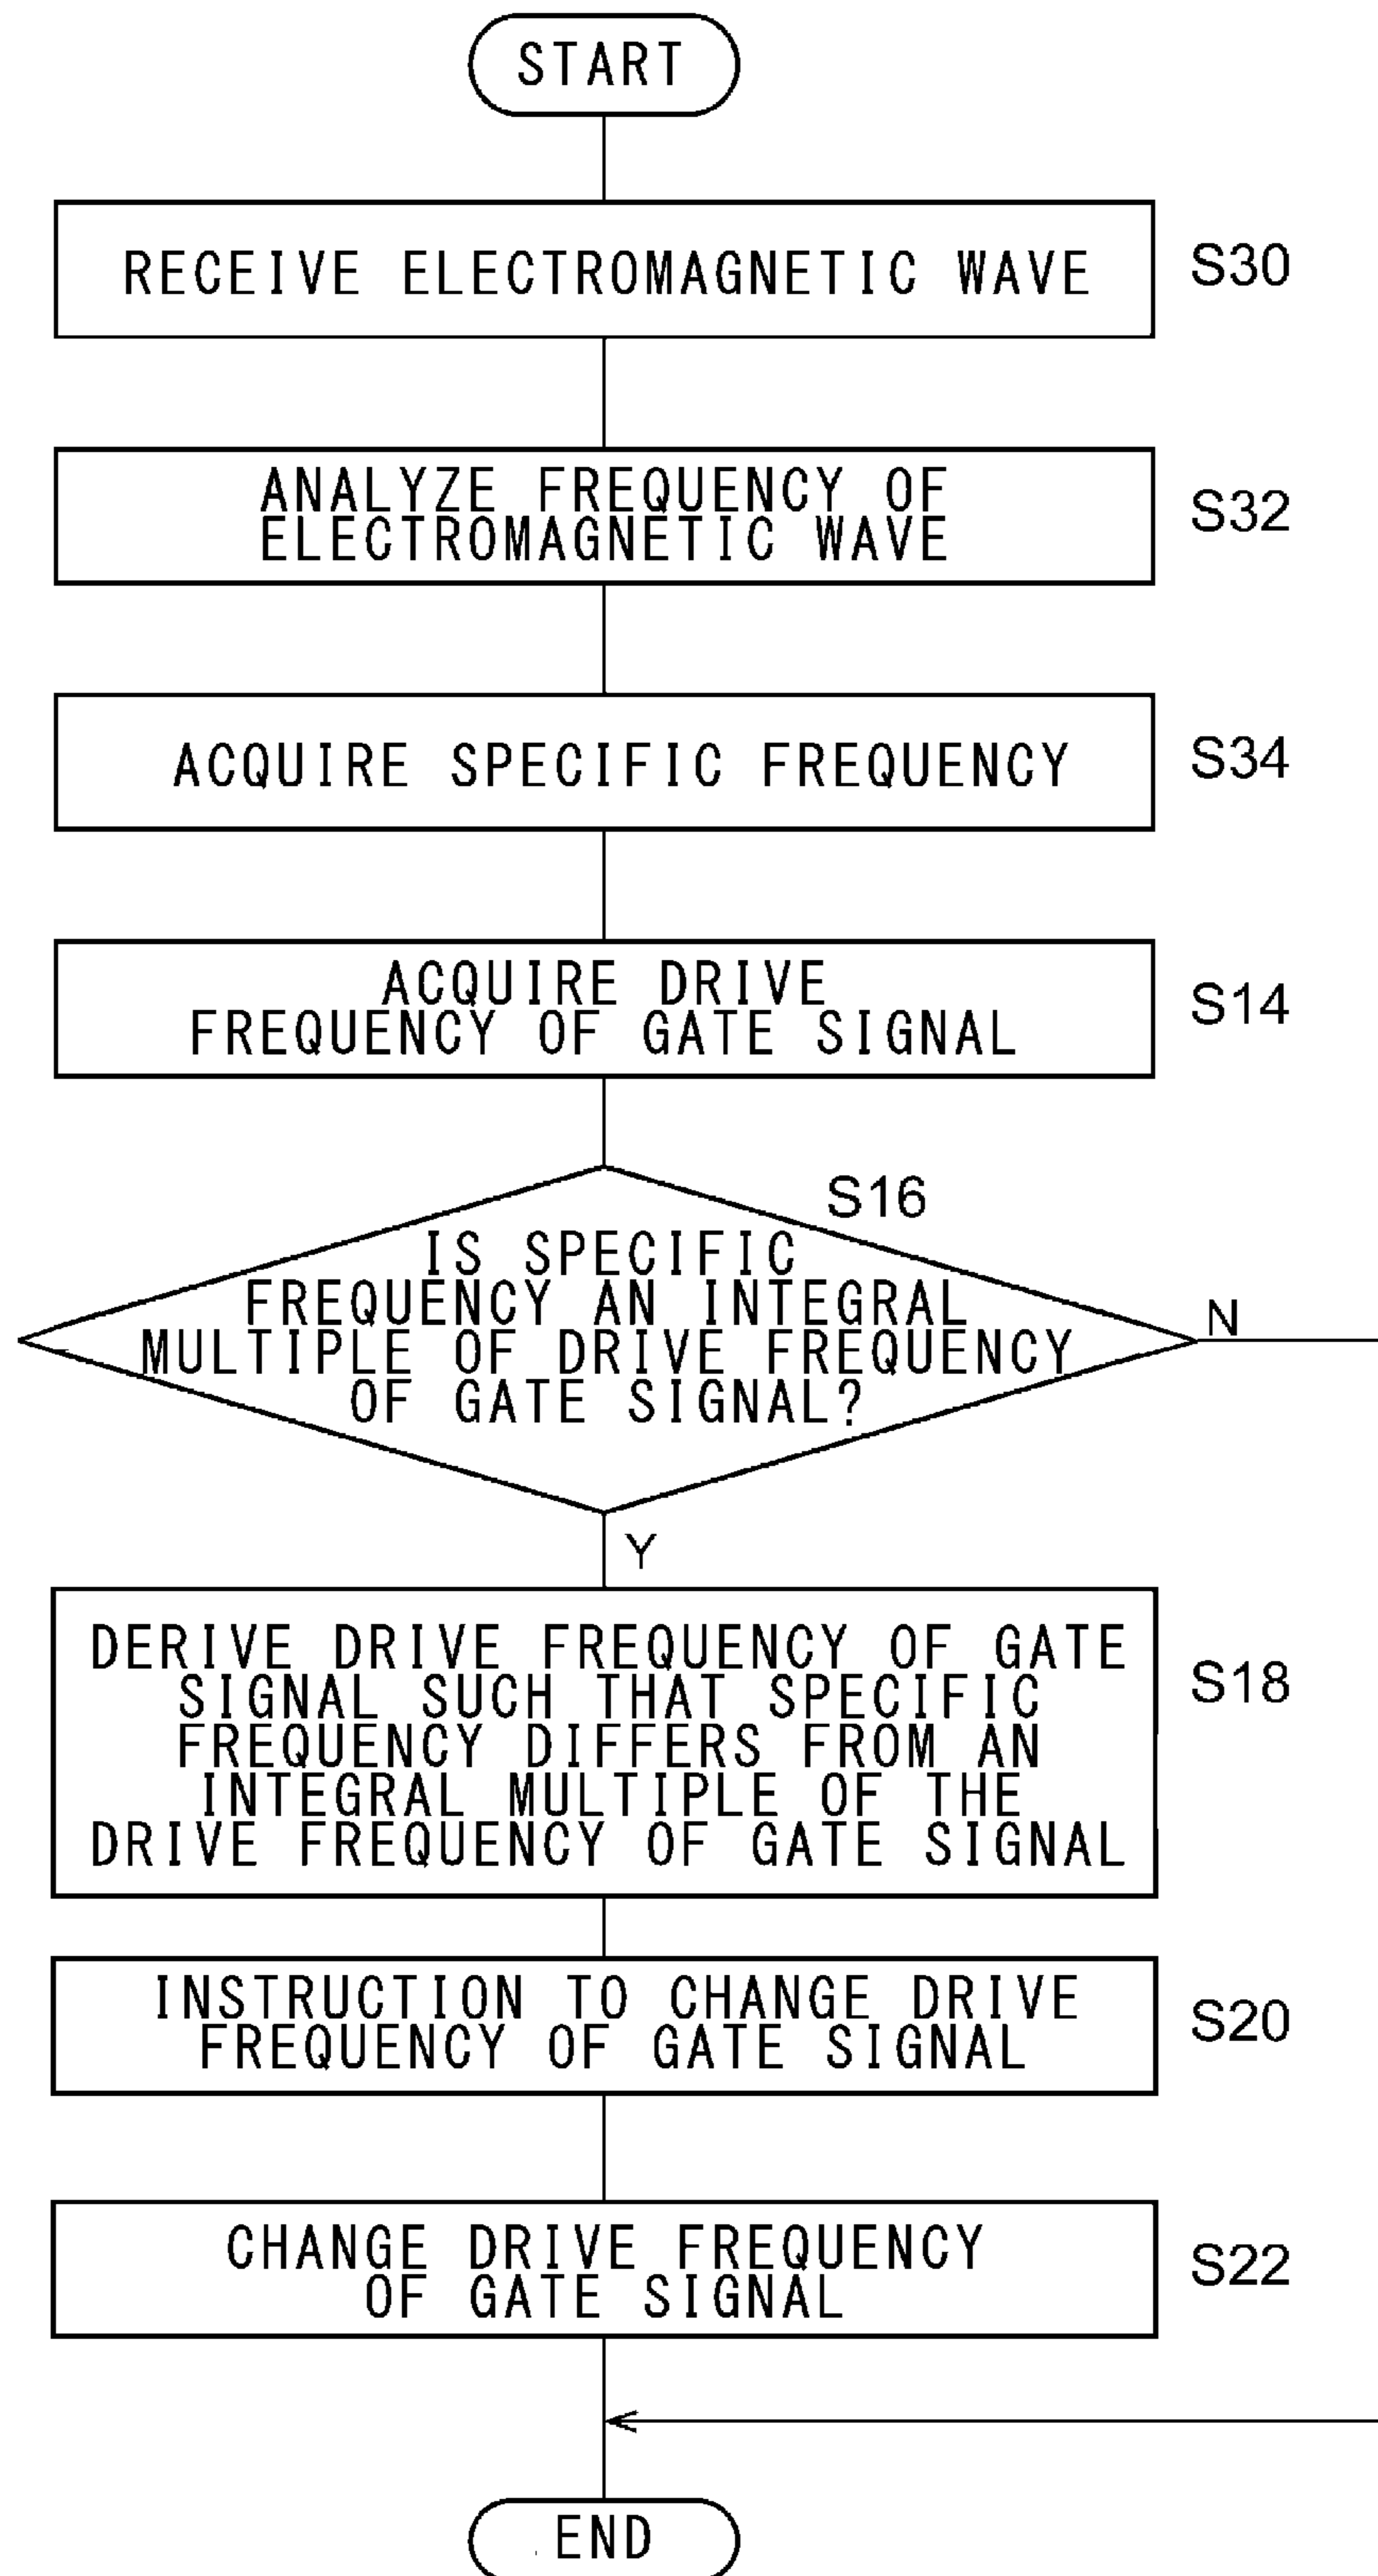 START
RECEIVE ELECTROMAGNETIC WAVE
S30
ANALYZE FREQUENCY OF
ELECTROMAGNETIC WAVE
S32
ACQUIRE SPECIFIC FREQUENCY
S34
ACQUIRE DRIVE
FREQUENCY OF GATE SIGNAL
S14
S16
IS SPECIFIC
FREQUENCY AN INTEGRAL
MULTIPLE OF DRIVE FREQUENCY
OF GATE SIGNAL?
N
Y
DERIVE DRIVE FREQUENCY OF GATE
SIGNAL SUCH THAT SPECIFIC
FREQUENCY DIFFERS FROM AN
INTEGRAL MULTIPLE OF THE
DRIVE FREQUENCY OF GATE SIGNAL
S18
INSTRUCTION TO CHANGE DRIVE
FREQUENCY OF GATE SIGNAL
S20
CHANGE DRIVE FREQUENCY
OF GATE SIGNAL
S22
END